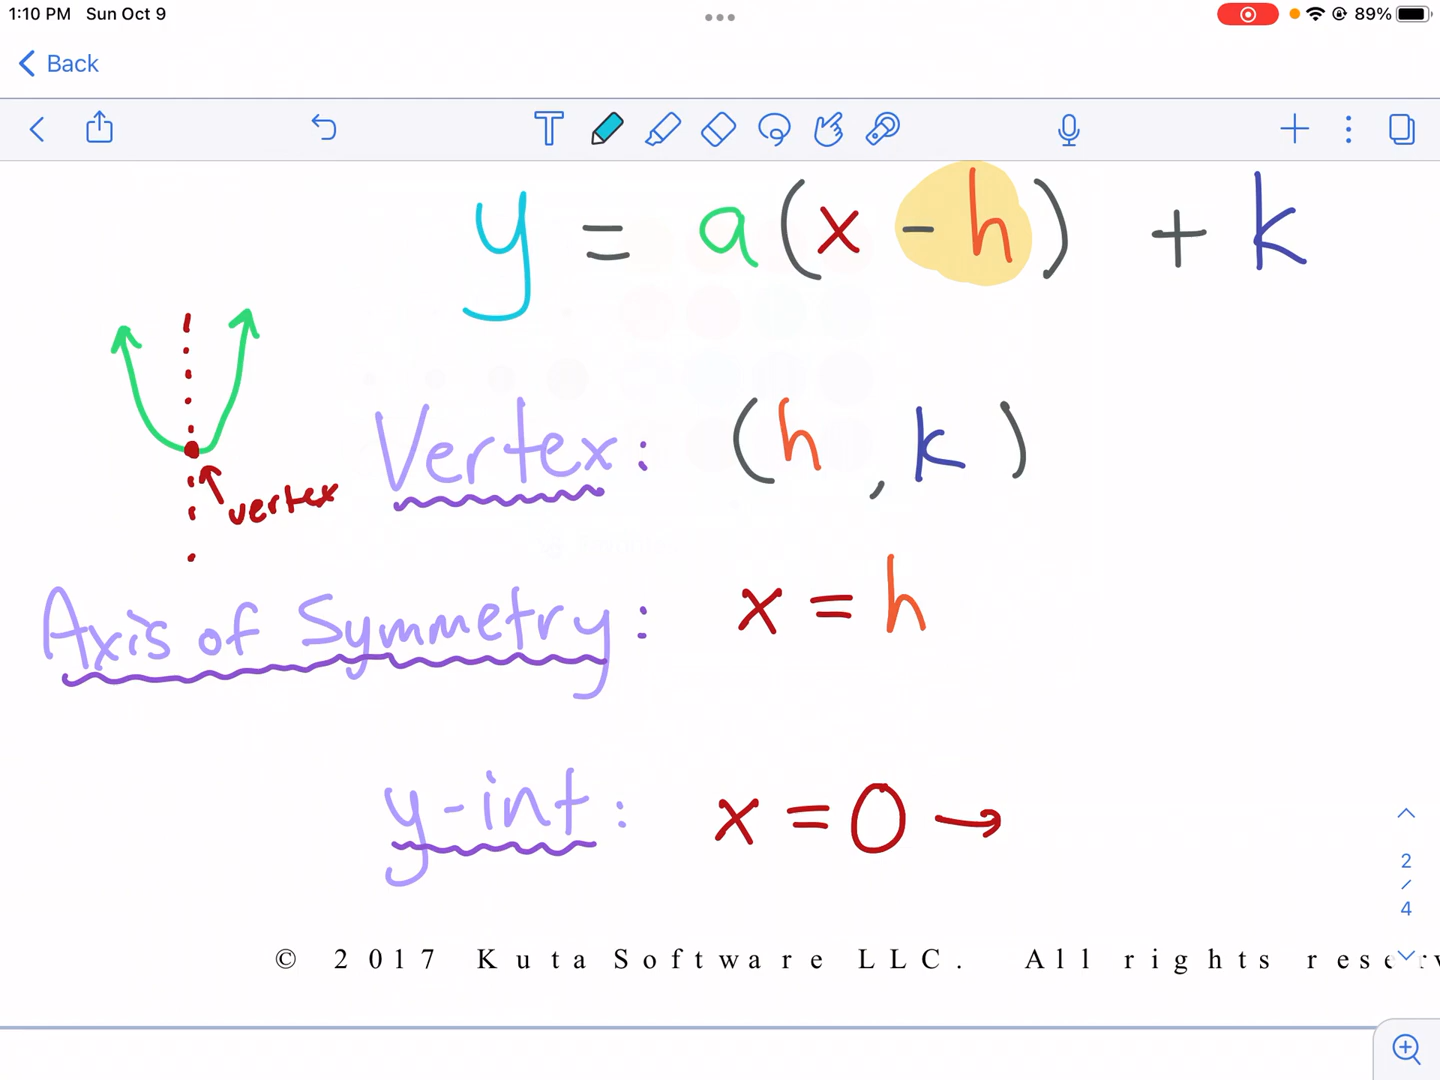 1:10 PM Sun Oct 9
89%
Back
y = a(x - h) + k
vertex
Vertex: (h, k)
Axis of Symmetry: x = h
y-int: x = 0 →
2
/
4
© 2017 Kuta Software LLC. All rights